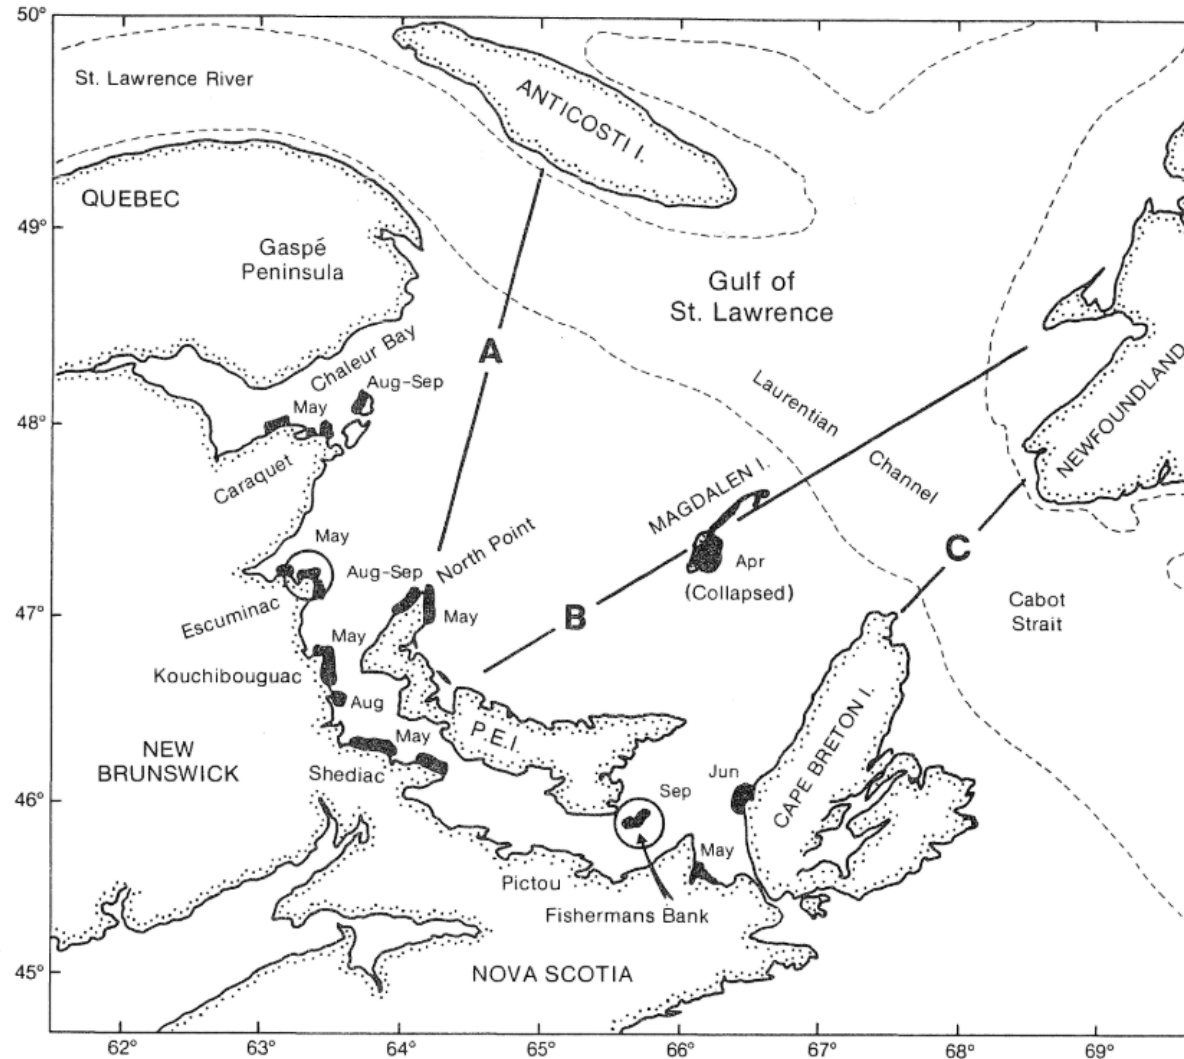 50°
St. Lawrence River
ANTICOSTI I.
QUEBEC
49°
Gaspé
Peninsula
Gulf of
St. Lawrence
A
Chaleur Bay
Aug-Sep
May
Laurentian
Channel
NEWFOUNDLAND
48°
Caraquet
MAGDALEN I.
May
Aug-Sep
North Point
Apr
(Collapsed)
C
Cabot
Strait
47°
Escuminac
May
B
May
Kouchibouguac
Aug
P.E.I.
CAPE BRETON I.
NEW
BRUNSWICK
May
Shediac
Jun
46°
Sep
May
Pictou
Fishermans Bank
45°
NOVA SCOTIA
62°
63°
64°
65°
66°
67°
68°
69°